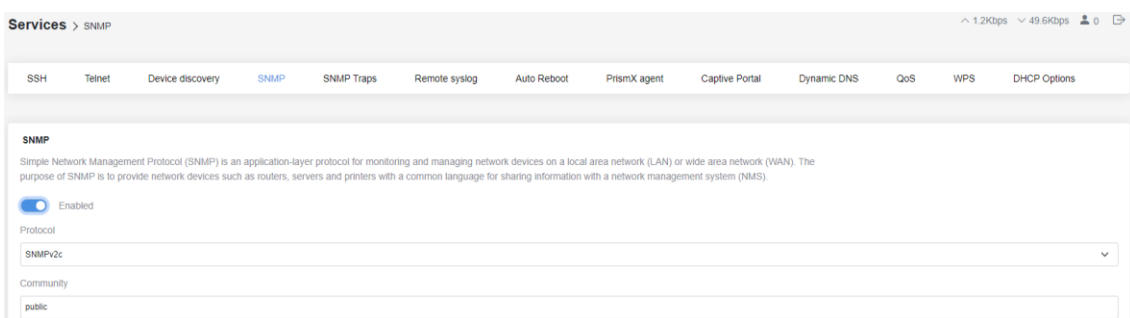 Services > SNMP
1.2Kbps 49.6Kbps 0
SSH Telnet Device discovery SNMP SNMP Traps Remote syslog Auto Reboot PrismX agent Captive Portal Dynamic DNS QoS WPS DHCP Options
SNMP
Simple Network Management Protocol (SNMP) is an application-layer protocol for monitoring and managing network devices on a local area network (LAN) or wide area network (WAN). The
purpose of SNMP is to provide network devices such as routers, servers and printers with a common language for sharing information with a network management system (NMS).
Enabled
Protocol
SNMPv2c
Community
public